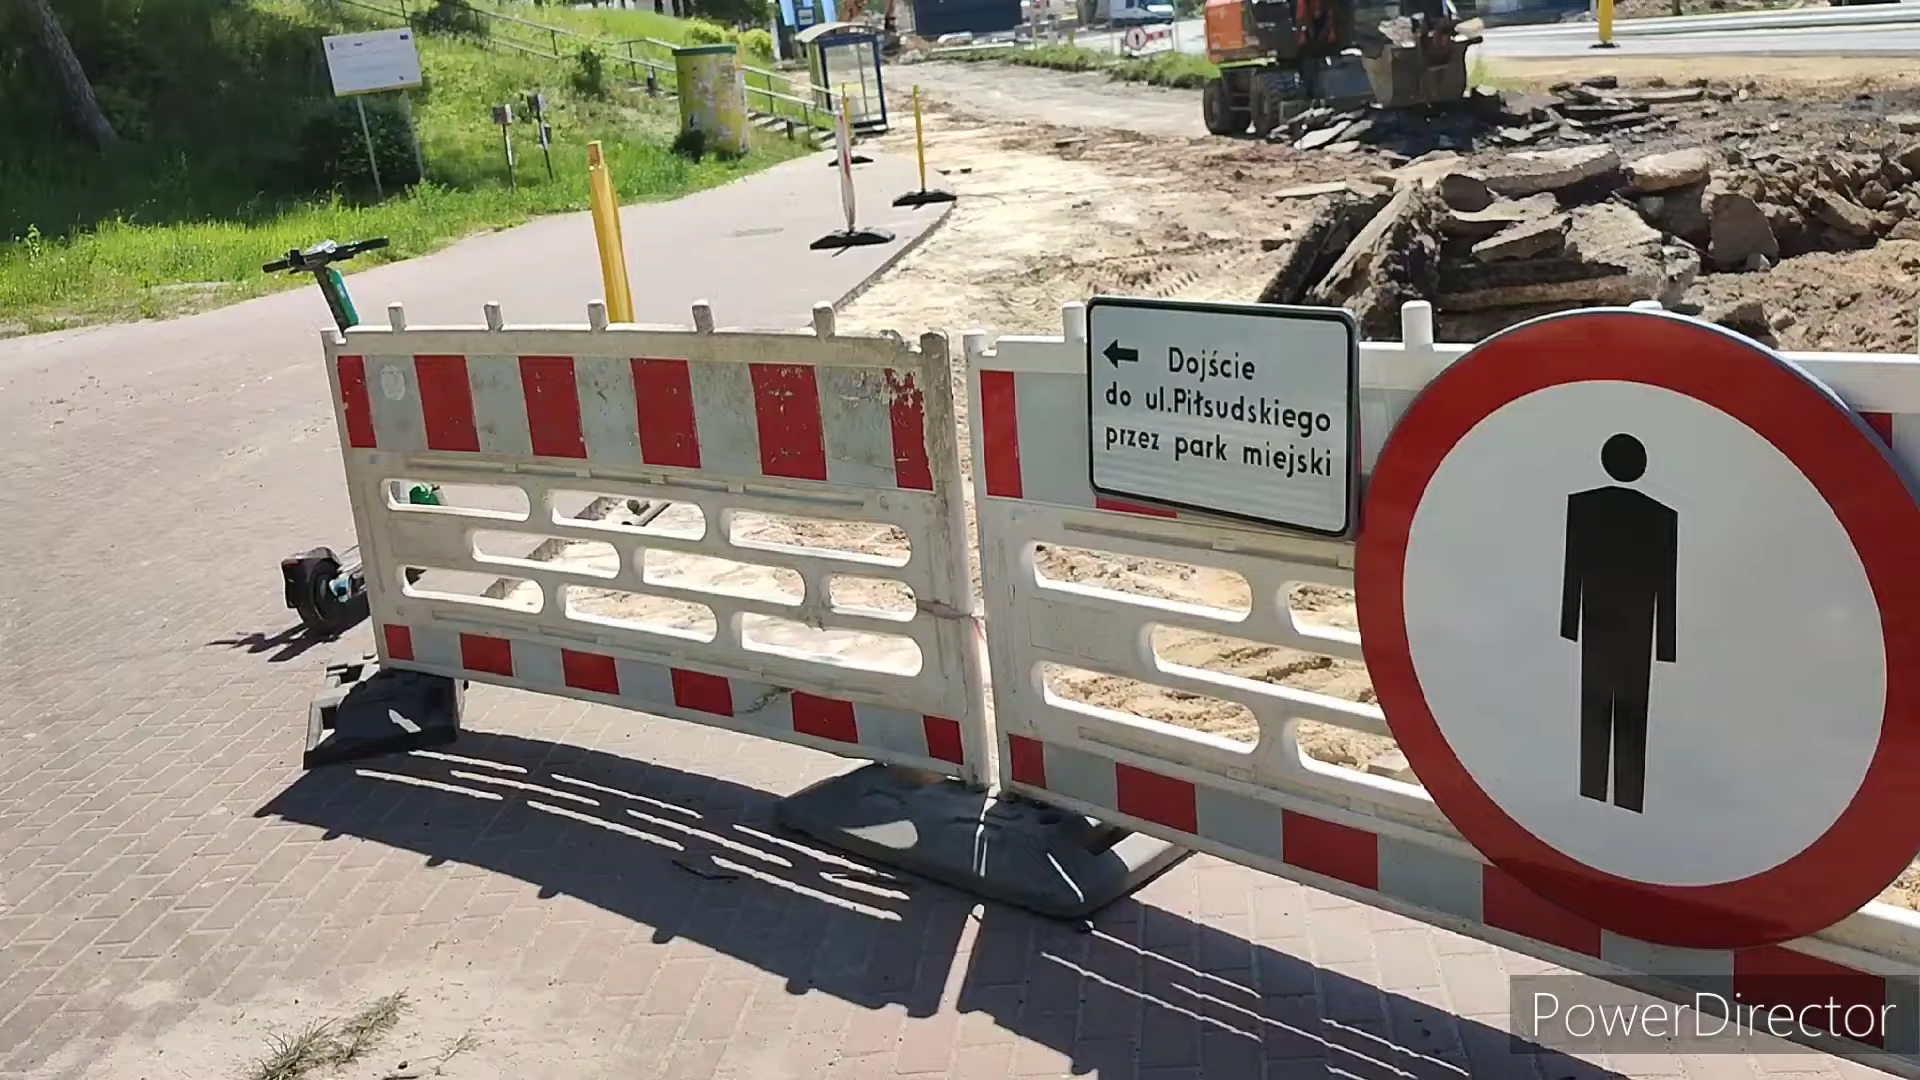 Dojście
do ul.Piłsudskiego
przez park miejski
PowerDirector